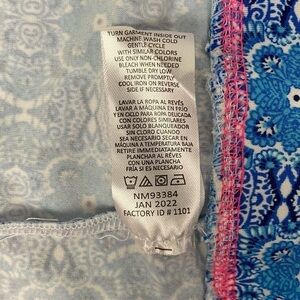 TURN GARMENT INSIDE OUT
MACHINE WASH COLD
GENTLE CYCLE
WITH SIMILAR COLORS
USE ONLY NON-CHLORINE
BLEACH WHEN NEEDED
TUMBLE DRY LOW
REMOVE PROMPTLY
COOL IRON ON REVERSE
SIDE IF NECESSARY
LAVAR LA ROPA AL REVÉS
LAVAR A MÁQUINA EN FRÍO
Y EN CICLO PARA ROPA DELICADA
CON COLORES SIMILARES
USAR SOLO BLANQUEADOR
SIN CLORO CUANDO
SEA NECESARIO SECAR EN
MÁQUINA A TEMPERATURA BAJA
RETIRAR INMEDIATAMENTE
PLANCHAR AL REVÉS
CON UNA PLANCHA
FRÍA SI ES NECESARIO
NM93384
JAN 2022
FACTORY ID # 1101